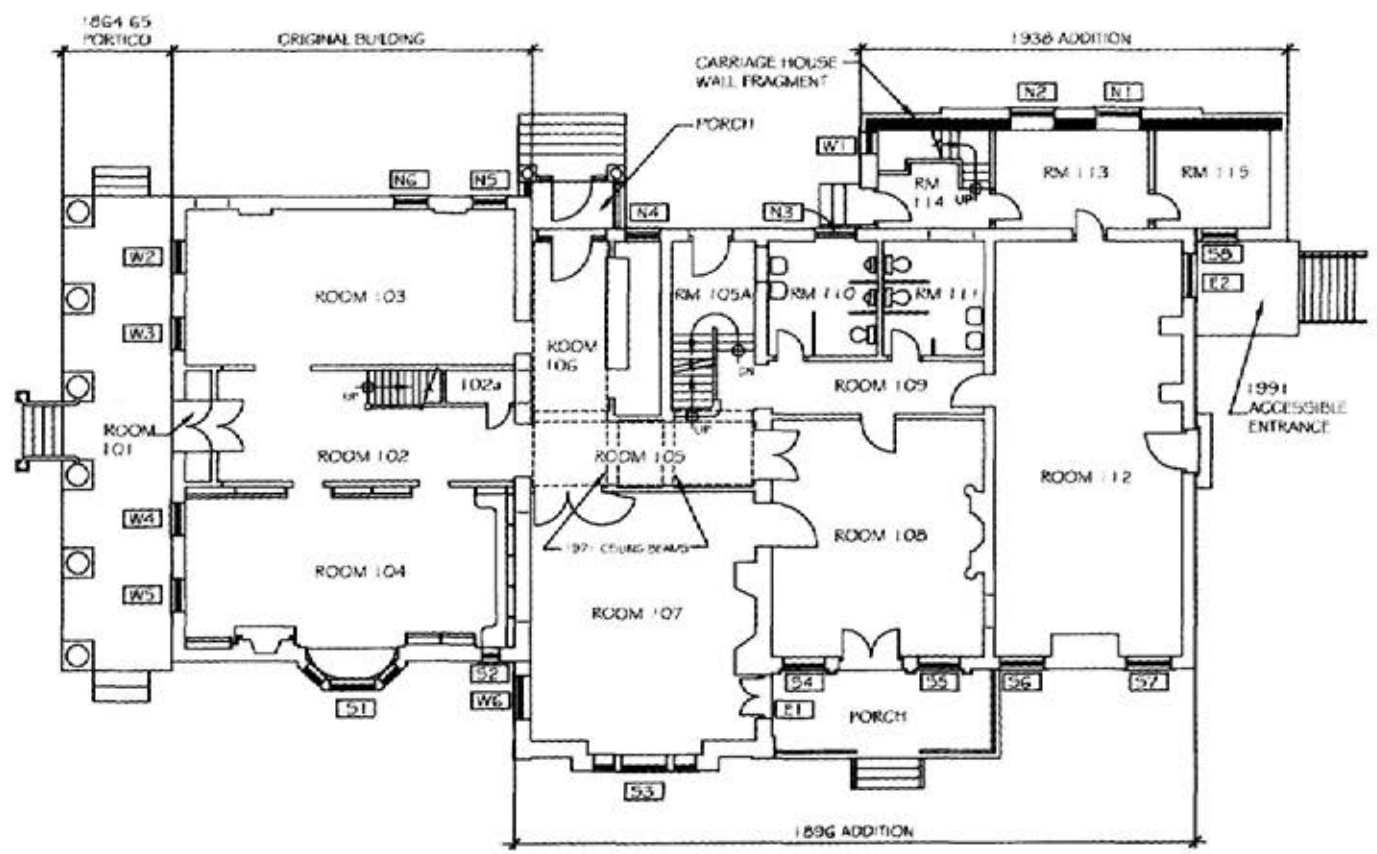 1864-65
PORTICO
ORIGINAL BUILDING
1938 ADDITION
CARRIAGE HOUSE
WALL FRAGMENT
PORCH
N2
N1
W1
RM
114
UP
RM 113
RM 115
N6
N5
N4
N3
S8
E2
W2
W3
ROOM 103
RM 105A
RM 110
RM 111
ROOM
106
DN
UP
102a
ROOM 109
1991
ACCESSIBLE
ENTRANCE
ROOM
101
ROOM 102
UP
ROOM 105
ROOM 112
W4
W5
ROOM 104
1971 CEILING BEAMS
ROOM 108
ROOM 107
S1
S2
W6
S4
S5
S6
S7
E1
PORCH
S3
1896 ADDITION